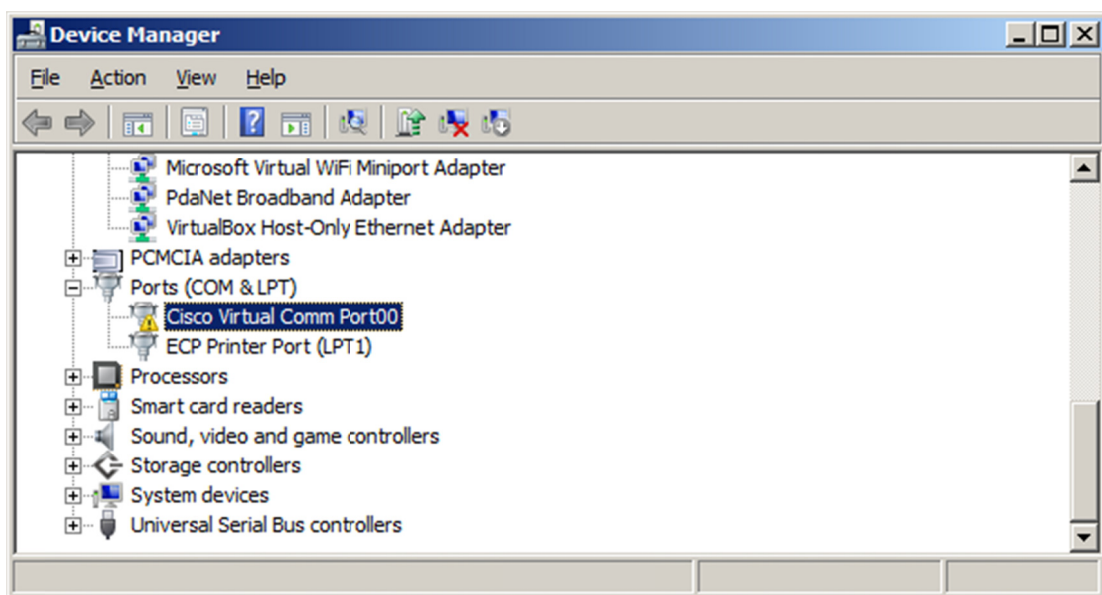 Device Manager
File Action View Help
Microsoft Virtual WiFi Miniport Adapter
PdaNet Broadband Adapter
VirtualBox Host-Only Ethernet Adapter
PCMCIA adapters
Ports (COM & LPT)
Cisco Virtual Comm Port00
ECP Printer Port (LPT1)
Processors
Smart card readers
Sound, video and game controllers
Storage controllers
System devices
Universal Serial Bus controllers